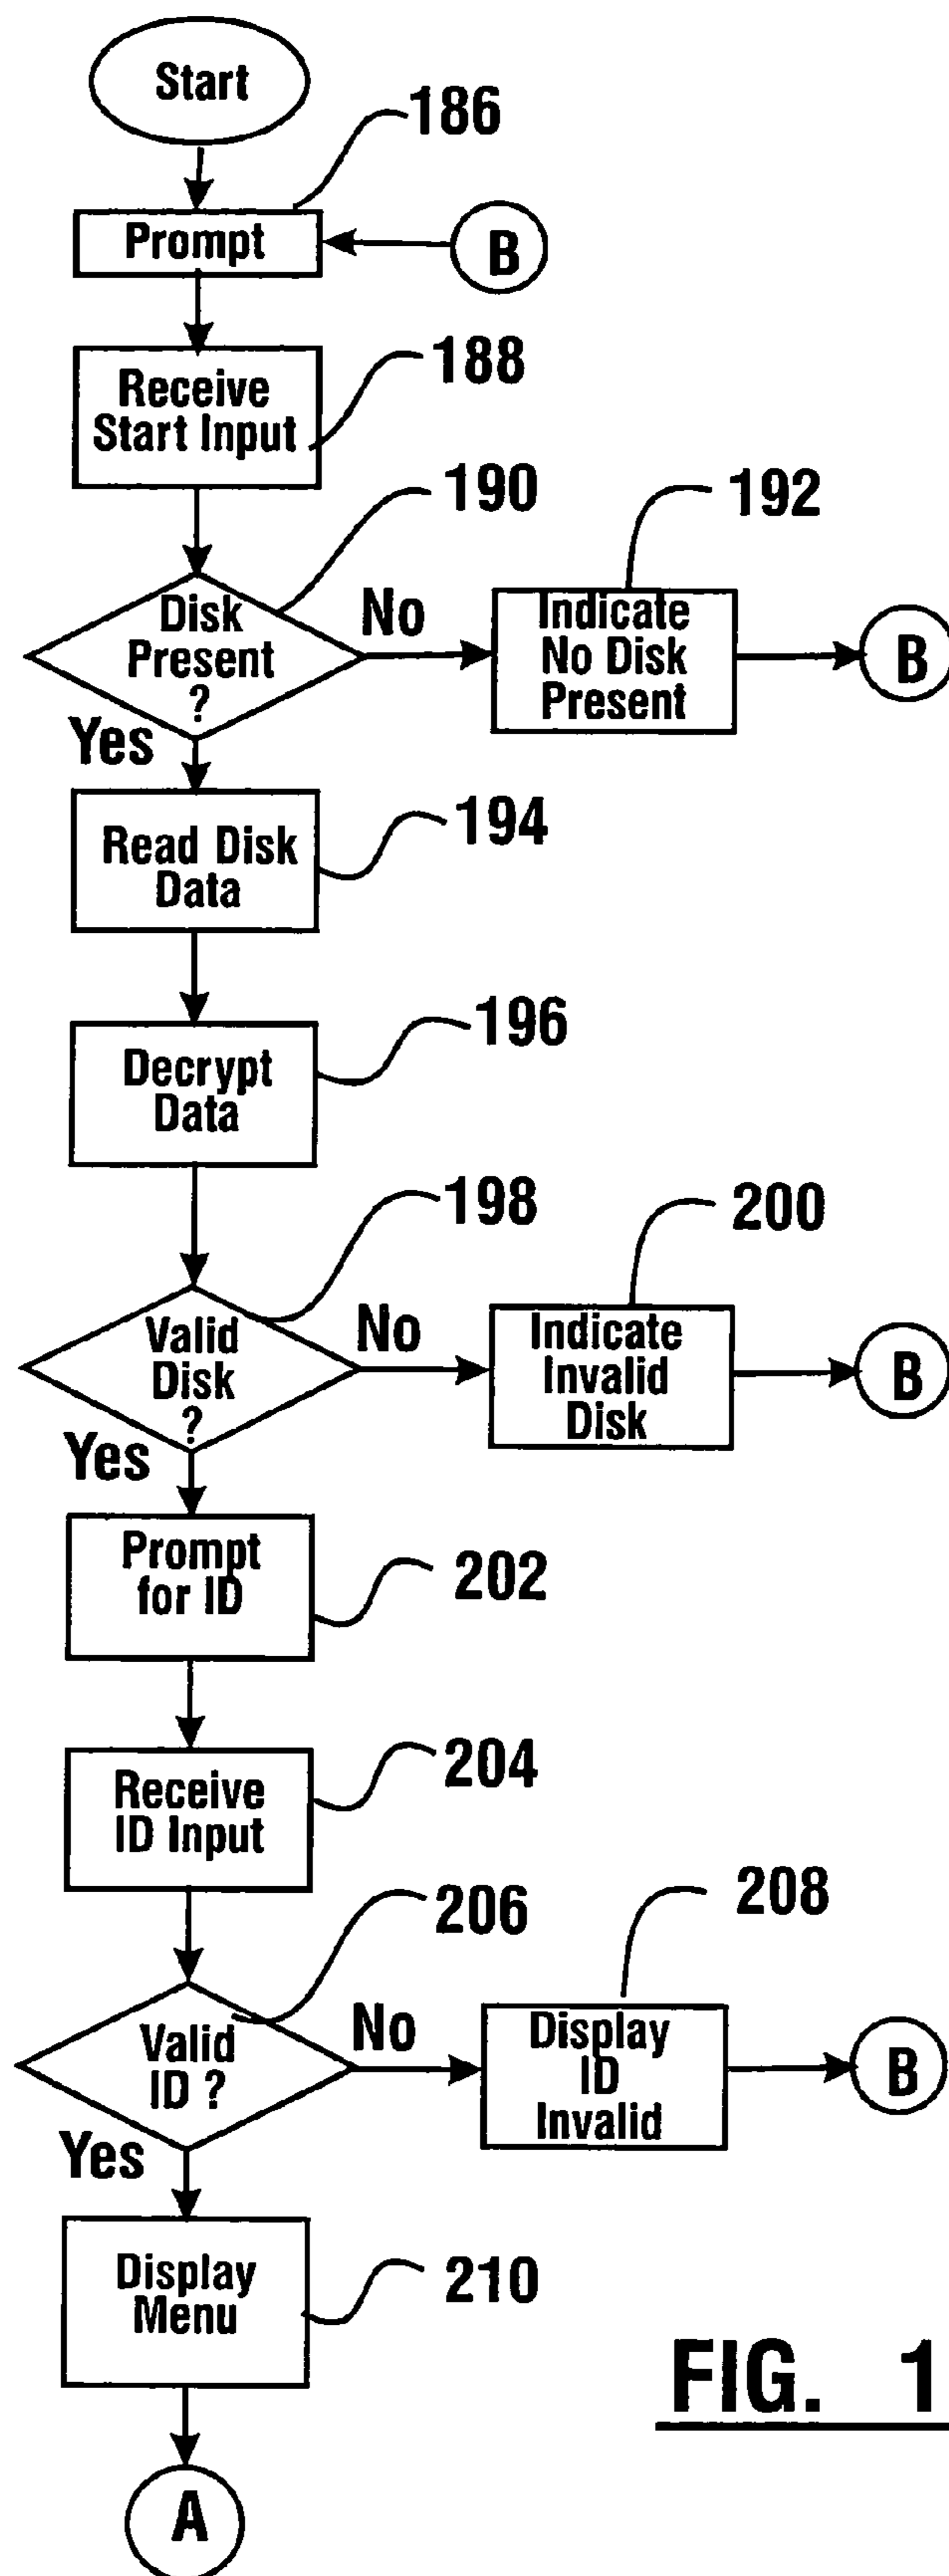 Start
186
Prompt
B
Receive
Start Input
188
190
Disk
Present
?
No
192
Indicate
No Disk
Present
B
Yes
Read Disk
Data
194
Decrypt
Data
196
198
Valid
Disk
?
No
200
Indicate
Invalid
Disk
B
Yes
Prompt
for ID
202
Receive
ID Input
204
206
Valid
ID ?
No
208
Display
ID
Invalid
B
Yes
Display
Menu
210
FIG. 1
A